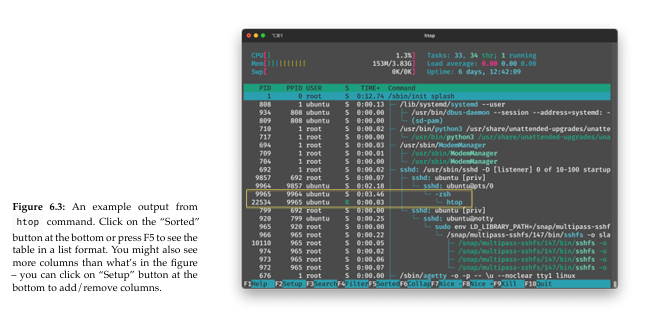 ⌥⌘1
htop
CPU[| 1.3%] Tasks: 33, 34 thr; 1 running
Mem[||||||||||| 153M/3.83G] Load average: 0.00 0.00 0.00
Swp[ 0K/0K] Uptime: 6 days, 12:42:09
PID PPID USER S TIME+ Command
1 0 root S 0:12.74 /sbin/init splash
808 1 ubuntu S 0:00.13 /lib/systemd/systemd --user
934 808 ubuntu S 0:00.00 /usr/bin/dbus-daemon --session --address=systemd: -
809 808 ubuntu S 0:00.00 (sd-pam)
710 1 root S 0:00.02 /usr/bin/python3 /usr/share/unattended-upgrades/unatte
717 1 root S 0:00.00 /usr/bin/python3 /usr/share/unattended-upgrades/unat
694 1 root S 0:00.03 /usr/sbin/ModemManager
709 1 root S 0:00.01 /usr/sbin/ModemManager
704 1 root S 0:00.00 /usr/sbin/ModemManager
692 1 root S 0:00.02 sshd: /usr/sbin/sshd -D [listener] 0 of 10-100 startup
9857 692 root S 0:00.07 sshd: ubuntu [priv]
9964 9857 ubuntu S 0:02.18 sshd: ubuntu@pts/0
9965 9964 ubuntu S 0:03.46 -zsh
22534 9965 ubuntu R 0:00.03 htop
799 692 root S 0:00.00 sshd: ubuntu [priv]
920 799 ubuntu S 0:00.25 sshd: ubuntu@notty
965 920 root S 0:00.00 sudo env LD_LIBRARY_PATH=/snap/multipass-sshf
966 965 root S 0:00.22 /snap/multipass-sshfs/147/bin/sshfs -o sla
10110 965 root S 0:00.05 /snap/multipass-sshfs/147/bin/sshfs -o
974 965 root S 0:00.02 /snap/multipass-sshfs/147/bin/sshfs -o
973 965 root S 0:00.06 /snap/multipass-sshfs/147/bin/sshfs -o
972 965 root S 0:00.07 /snap/multipass-sshfs/147/bin/sshfs -o
676 1 root S 0:00.00 /sbin/agetty -o -p -- \u --noclear tty1 linux
F1Help F2Setup F3Search F4Filter F5Sorted F6Collap F7Nice - F8Nice + F9Kill F10Quit
Figure 6.3: An example output from
htop command. Click on the “Sorted”
button at the bottom or press F5 to see the
table in a list format. You might also see
more columns than what’s in the figure
– you can click on “Setup” button at the
bottom to add/remove columns.